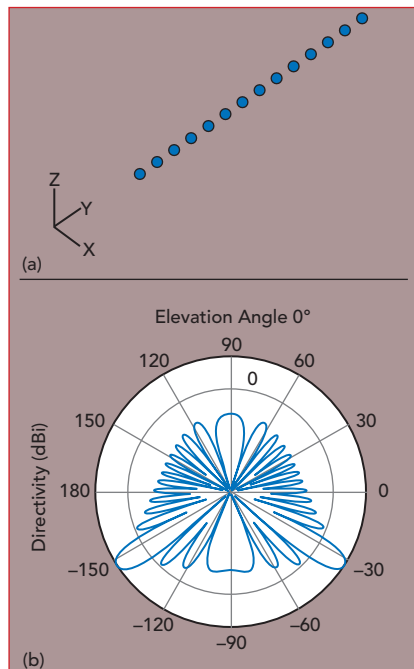 Z
Y
X
(a)
Elevation Angle 0°
90
120
60
0
150
30
Directivity (dBi)
180
0
–150
–30
–120
–60
–90
(b)